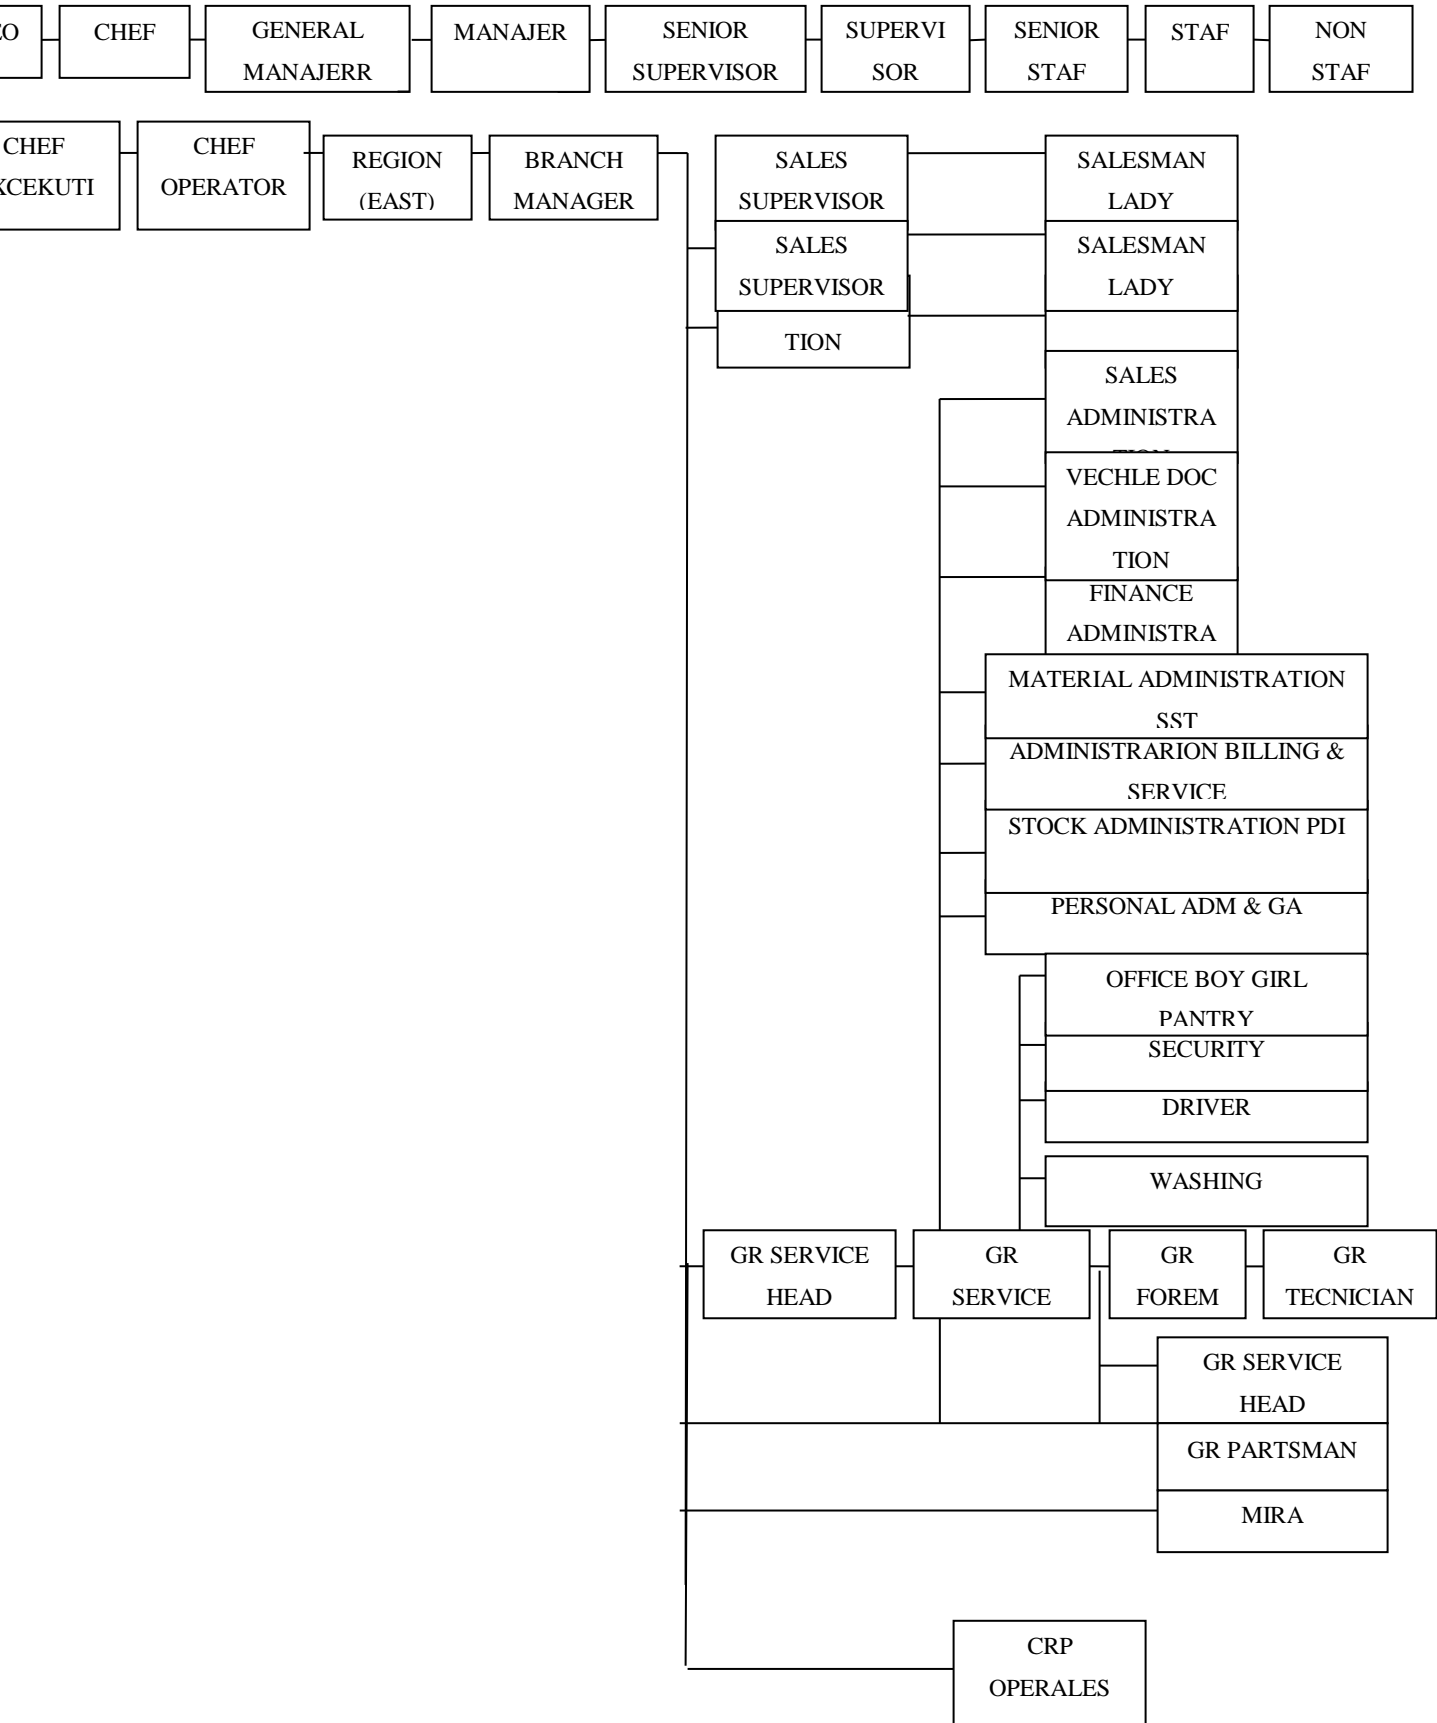 EO
CHEF
GENERAL
MANAJERR
MANAJER
SENIOR
SUPERVISOR
SUPERVI
SOR
SENIOR
STAF
STAF
NON
STAF
CHEF
XCEKUTI
CHEF
OPERATOR
REGION
(EAST)
BRANCH
MANAGER
SALES
SUPERVISOR
SALESMAN
LADY
SALES
SUPERVISOR
SALESMAN
LADY
TION
SALES
ADMINISTRA
TION
VECHLE DOC
ADMINISTRA
TION
FINANCE
ADMINISTRA
MATERIAL ADMINISTRATION
SST
ADMINISTRARION BILLING &
SERVICE
STOCK ADMINISTRATION PDI
PERSONAL ADM & GA
OFFICE BOY GIRL
PANTRY
SECURITY
DRIVER
WASHING
GR SERVICE
HEAD
GR
SERVICE
GR
FOREM
GR
TECNICIAN
GR SERVICE
HEAD
GR PARTSMAN
MIRA
CRP
OPERALES